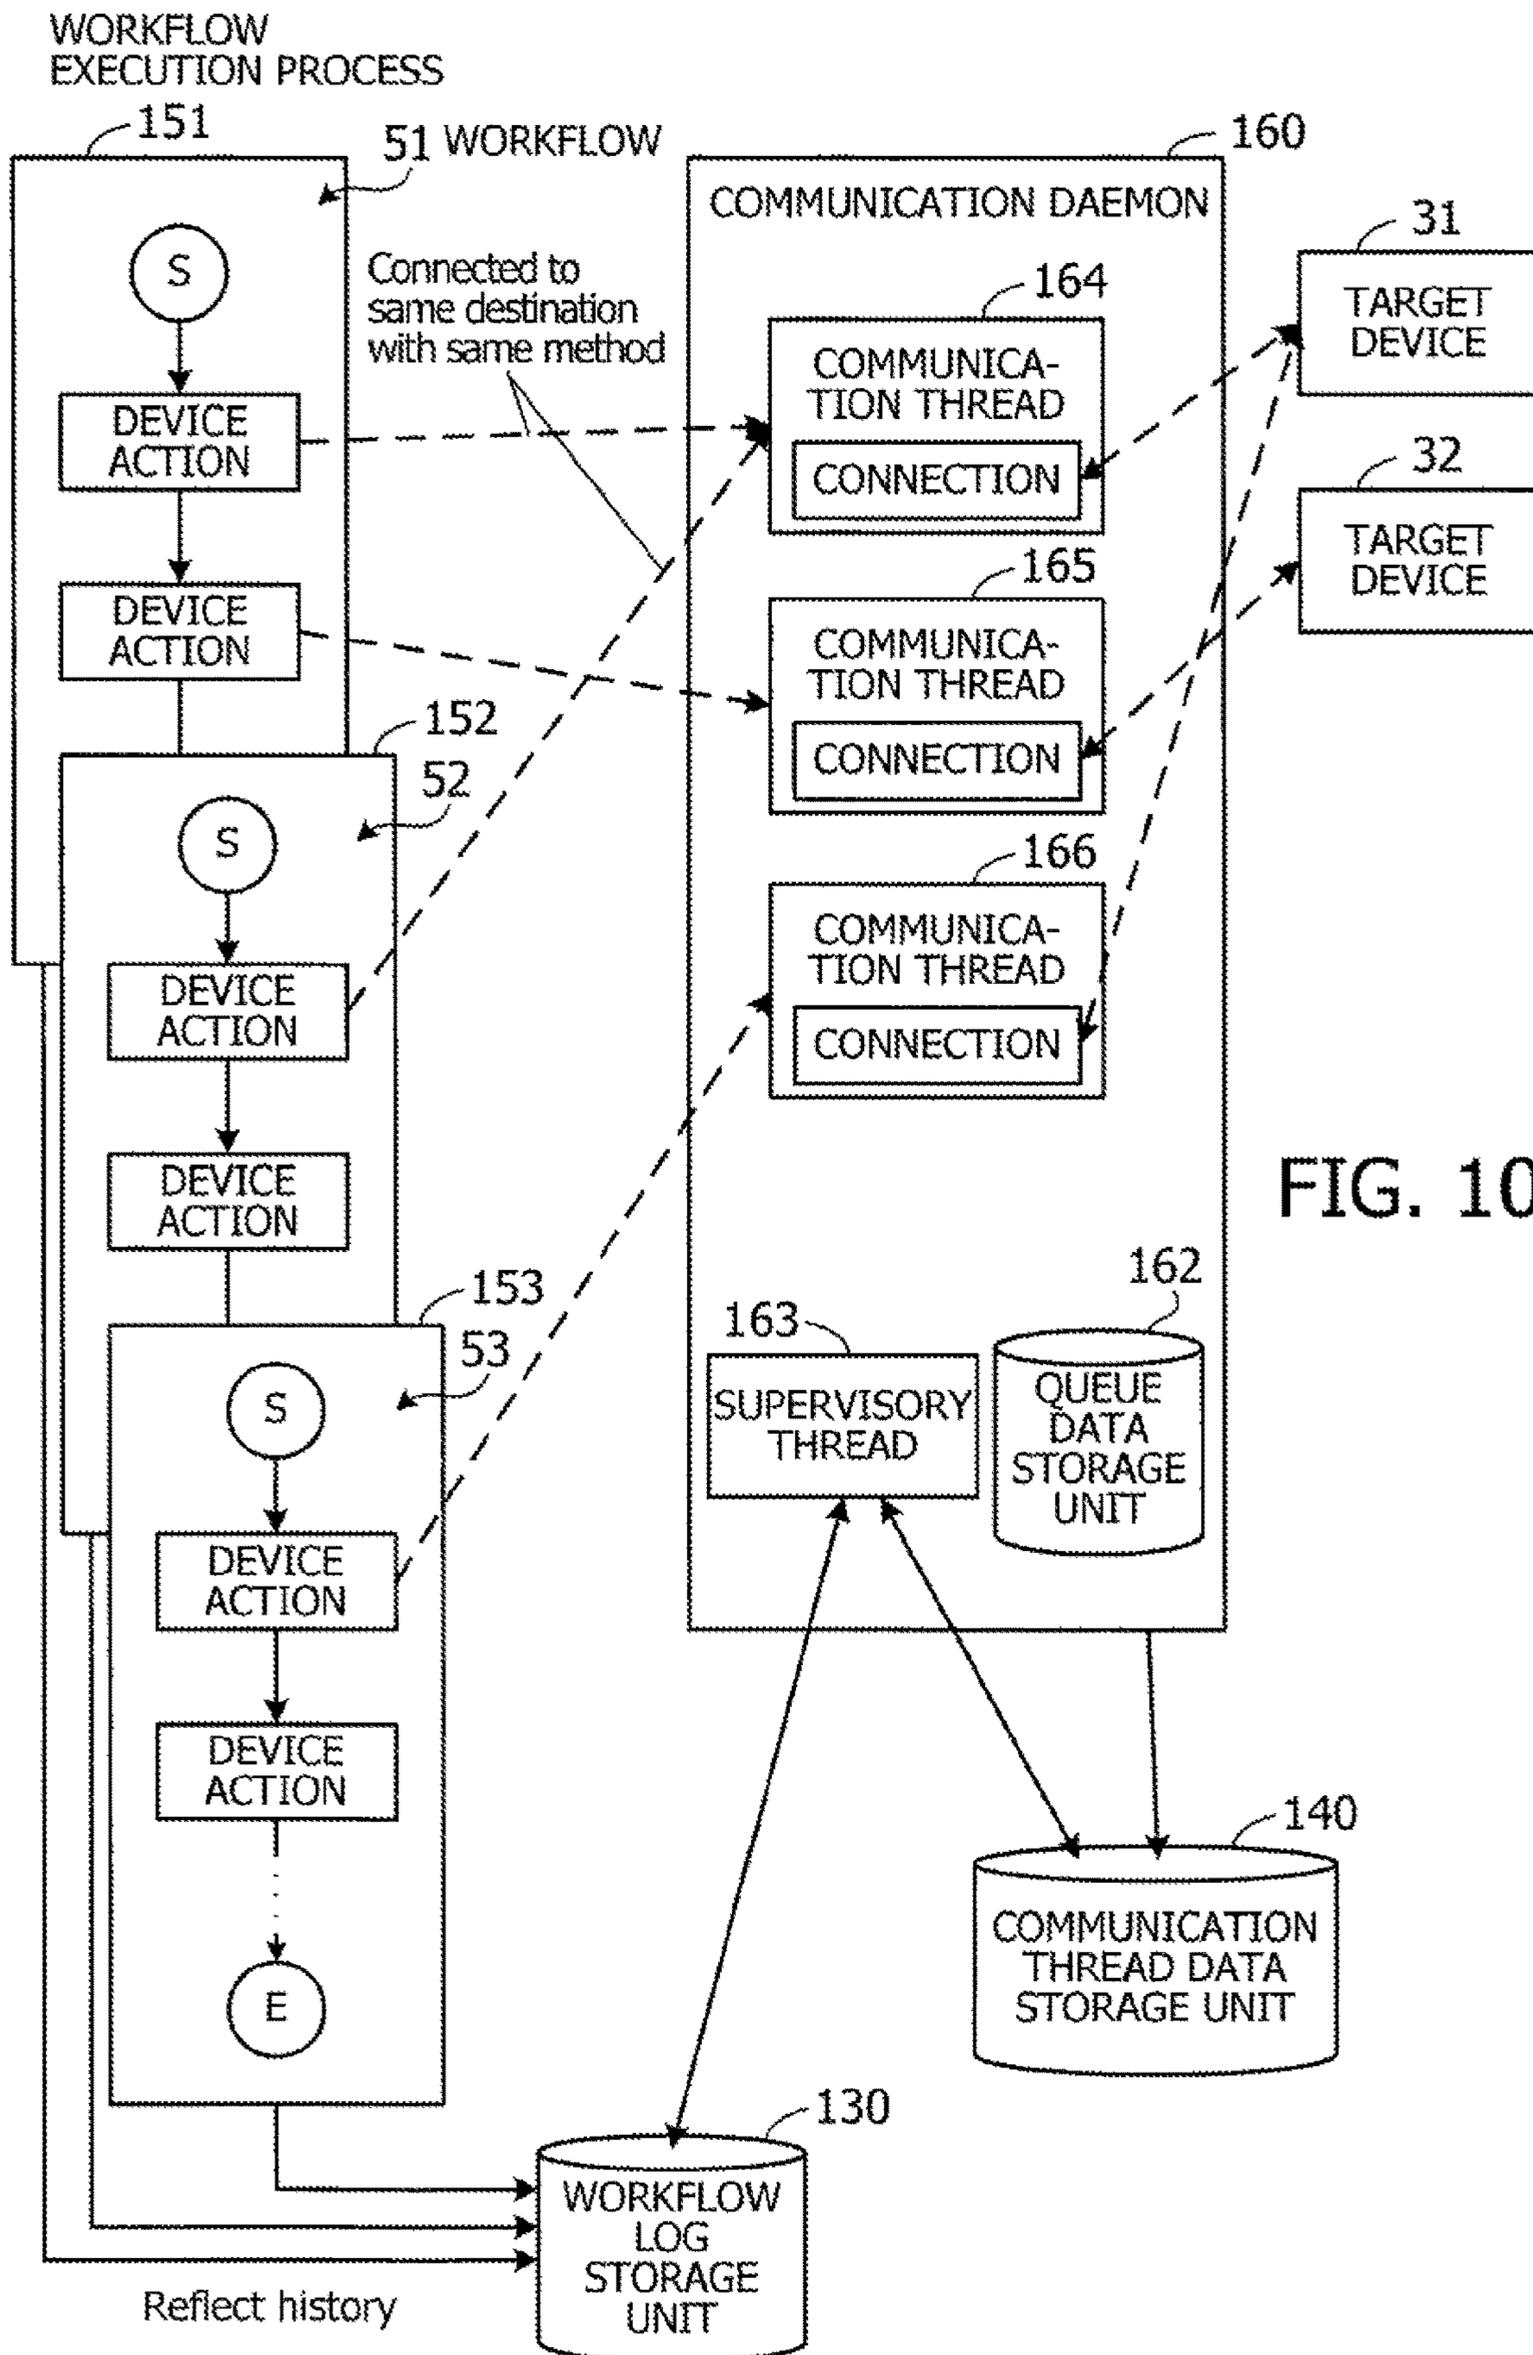 WORKFLOW
EXECUTION PROCESS
151
51 WORKFLOW
S
Connected to
same destination
with same method
DEVICE
ACTION
DEVICE
ACTION
152
52
S
DEVICE
ACTION
DEVICE
ACTION
153
53
S
DEVICE
ACTION
DEVICE
ACTION
E
Reflect history
160
COMMUNICATION DAEMON
164
COMMUNICA-
TION THREAD
CONNECTION
165
COMMUNICA-
TION THREAD
CONNECTION
166
COMMUNICA-
TION THREAD
CONNECTION
163
SUPERVISORY
THREAD
162
QUEUE
DATA
STORAGE
UNIT
31
TARGET
DEVICE
32
TARGET
DEVICE
FIG. 10
140
COMMUNICATION
THREAD DATA
STORAGE UNIT
130
WORKFLOW
LOG
STORAGE
UNIT